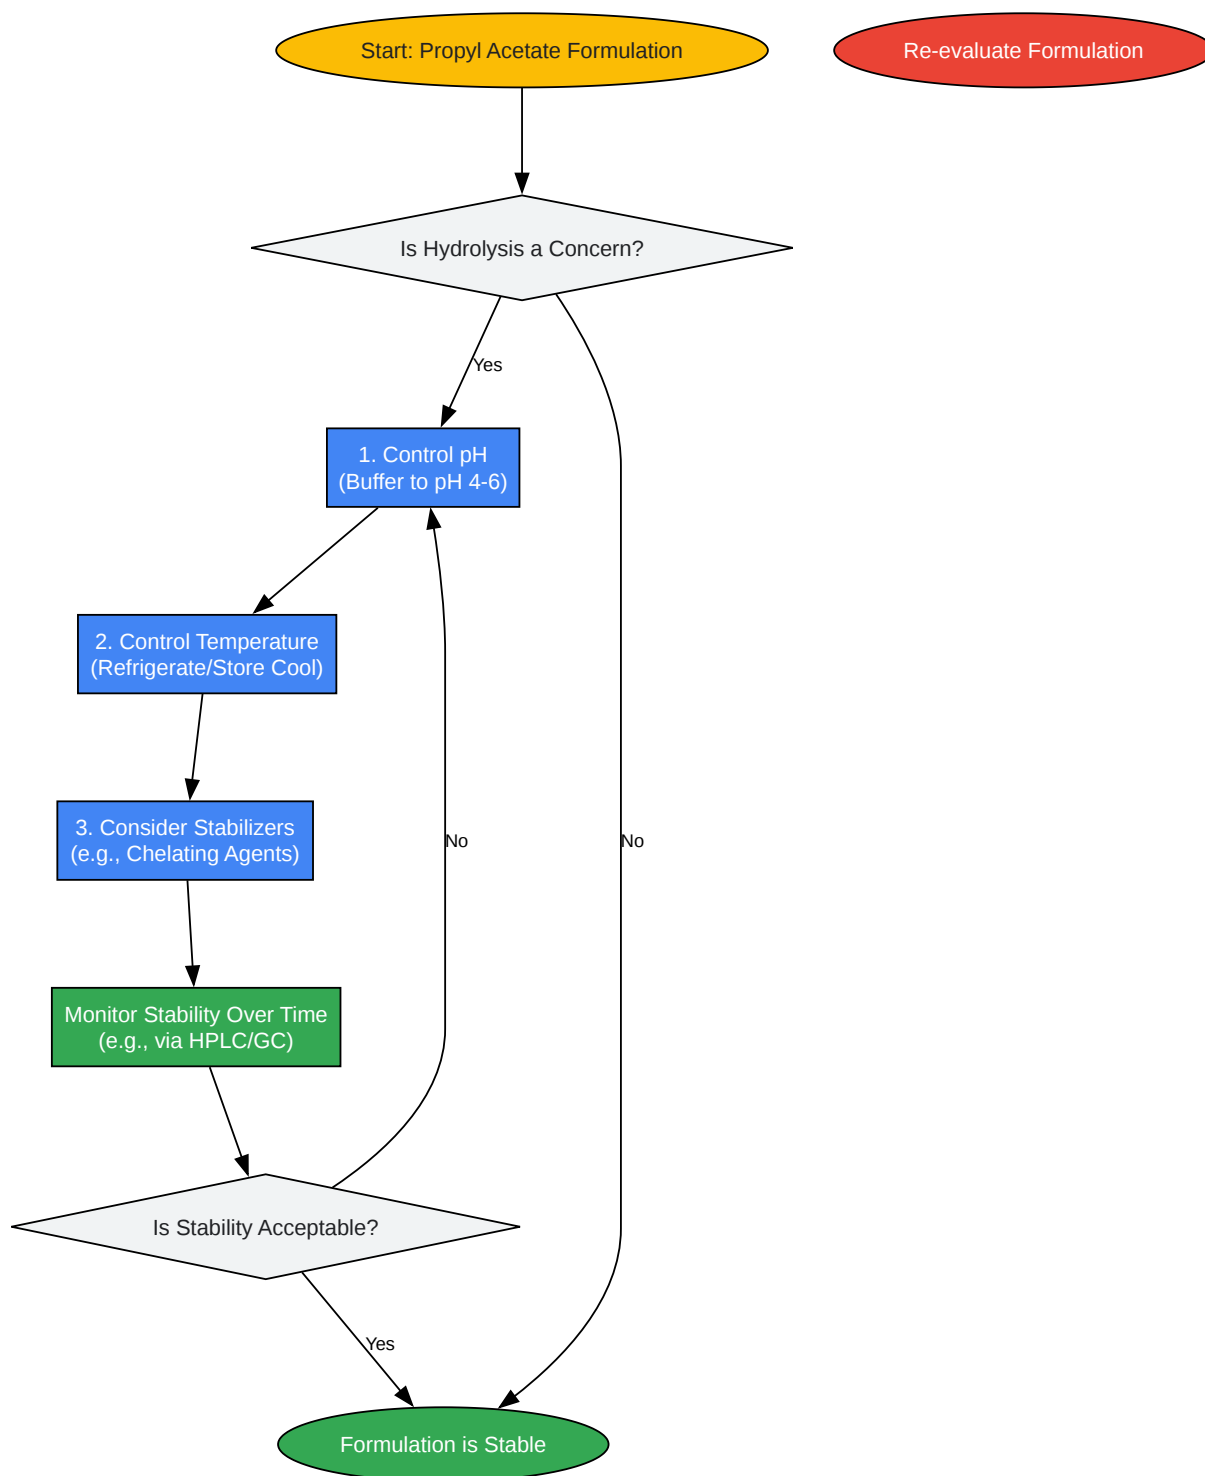 Start: Propyl Acetate Formulation
Re-evaluate Formulation
Is Hydrolysis a Concern?
Yes
1. Control pH
(Buffer to pH 4-6)
2. Control Temperature
(Refrigerate/Store Cool)
3. Consider Stabilizers
(e.g., Chelating Agents)
No
No
Monitor Stability Over Time
(e.g., via HPLC/GC)
Is Stability Acceptable?
Yes
Formulation is Stable